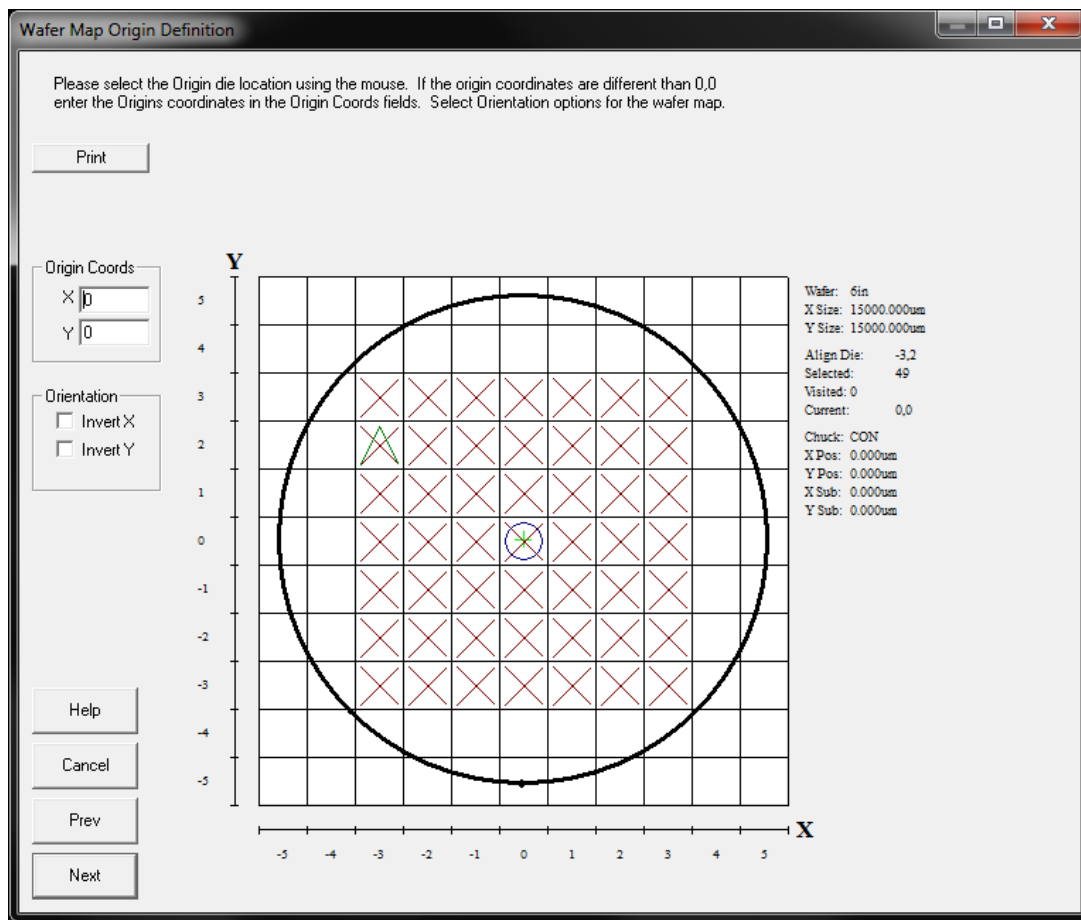 Wafer Map Origin Definition
Please select the Origin die location using the mouse. If the origin coordinates are different than 0,0
enter the Origins coordinates in the Origin Coords fields. Select Orientation options for the wafer map.
Print
Origin Coords
X 0
Y 0
Orientation
Invert X
Invert Y
Help
Cancel
Prev
Next
Y
5
4
3
2
1
0
-1
-2
-3
-4
-5
X
-5 -4 -3 -2 -1 0 1 2 3 4 5
Wafer: 6in
X Size: 15000.000um
Y Size: 15000.000um
Align Die: -3,2
Selected: 49
Visited: 0
Current: 0,0
Chuck: CON
X Pos: 0.000um
Y Pos: 0.000um
X Sub: 0.000um
Y Sub: 0.000um